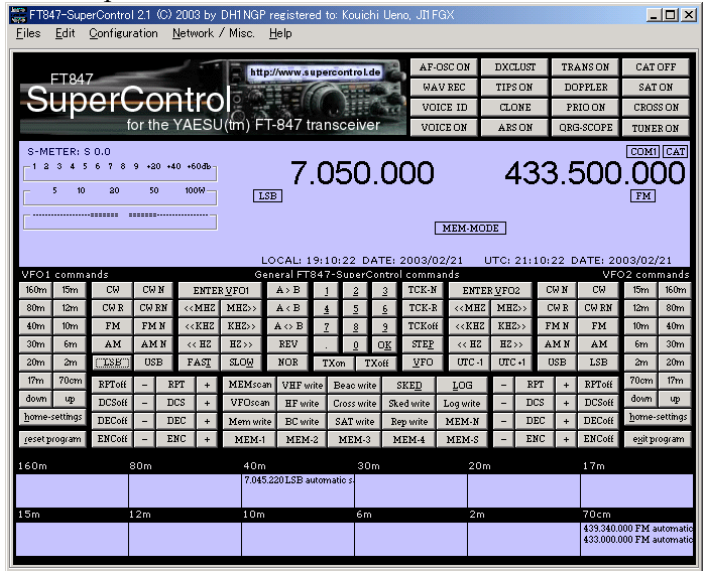 FT847-SuperControl 2.1 (C) 2003 by DH1NGP registered to: Kouichi Ueno, JI1FGX
Files Edit Configuration Network / Misc. Help
FT847
SuperControl
for the YAESU(tm) FT-847 transceiver
http://www.supercontrol.de
AF-OSC ON DXCLUST TRANS ON CAT OFF
WAV REC TIPS ON DOPPLER SAT ON
VOICE ID CLONE PRIO ON CROSS ON
VOICE ON ARS ON QRG-SCOPE TUNER ON
S-METER: S 0.0
COM1 CAT
1 2 3 4 5 6 7 8 9 +20 +40 +60db
7.050.000 433.500.000
5 10 20 50 100W
LSB FM
MEM-MODE
LOCAL: 19:10:22 DATE: 2003/02/21 UTC: 21:10:22 DATE: 2003/02/21
VFO1 commands General FT847-SuperControl commands VFO2 commands
160m 15m CW CW N ENTER VFO1 A > B 1 2 3 TCK-N ENTER VFO2 CW N CW 15m 160m
80m 12m CW R CW RN <<MHZ MHZ>> A < B 4 5 6 TCK-R <<MHZ MHZ>> CW R CW RN 12m 80m
40m 10m FM FM N <<KHZ KHZ>> A <> B 7 8 9 TCKoff <<KHZ KHZ>> FM N FM 10m 40m
30m 6m AM AM N << HZ HZ >> REV . 0 OK STEP << HZ HZ >> AM N AM 6m 30m
20m 2m LSB USB FAST SLOW NOR TXon TXoff VFO UTC -1 UTC +1 USB LSB 2m 20m
17m 70cm RPToff - RPT + MEMscan VHF write Beac write SKED LOG - RPT + RPToff 70cm 17m
down up DCSoff - DCS + VFOscan HF write Cross write Sked write Log write - DCS + DCSoff down up
home-settings DECoff - DEC + Mem write BC write SAT write Rep write MEM-N - DEC + DECoff home-settings
reset program ENCoff - ENC + MEM-1 MEM-2 MEM-3 MEM-4 MEM-S - ENC + ENCoff exit program
160m 80m 40m 30m 20m 17m
7.045.220 LSB automatic s
15m 12m 10m 6m 2m 70cm
439.340.000 FM automatic
433.000.000 FM automatic